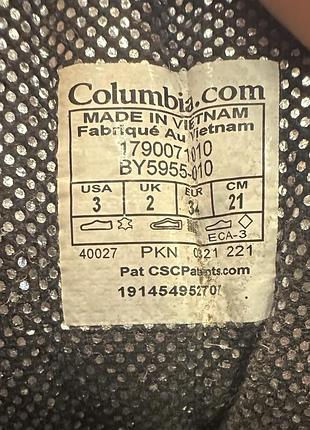 Columbia.com
MADE IN VIETNAM
Fabriqué Au Vietnam
1790071010
BY5955-010
USA UK EUR CM
3 2 34 21
ECA-3
40027 PKN 0321 221
Pat CSCPatents.com